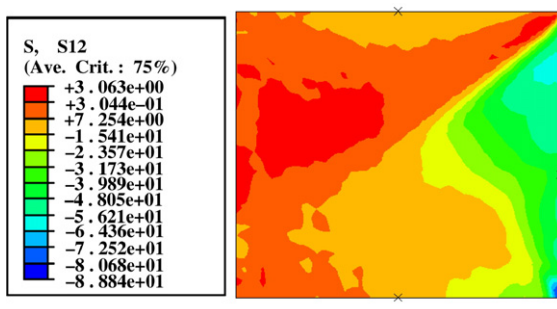 S, S12
(Ave. Crit.: 75%)
+3.063e+00
+3.044e-01
+7.254e+00
-1.541e+01
-2.357e+01
-3.173e+01
-3.989e+01
-4.805e+01
-5.621e+01
-6.436e+01
-7.252e+01
-8.068e+01
-8.884e+01